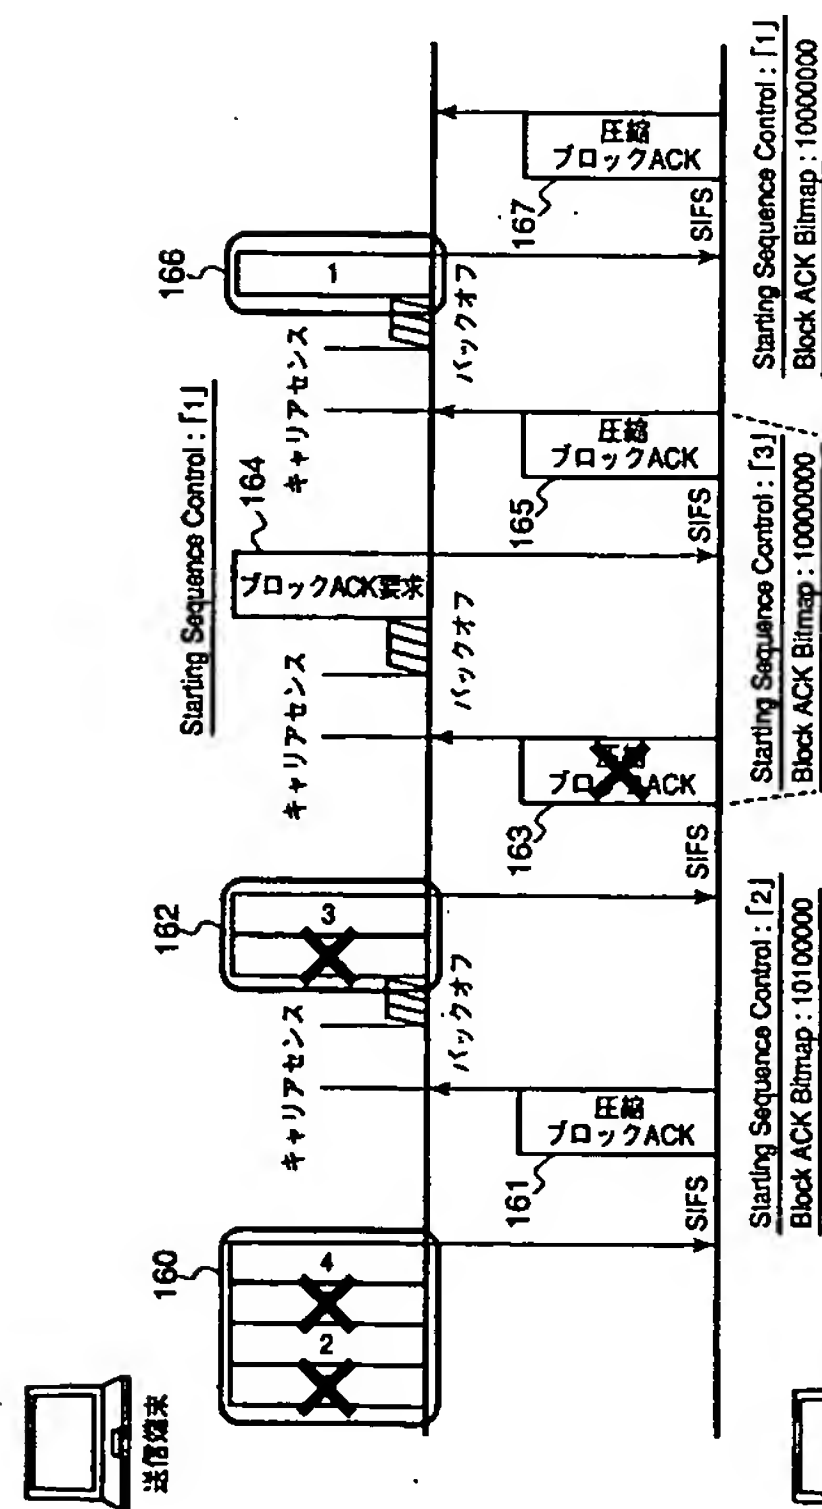 送信端末
160
2
4
SIFS
161
圧縮
ブロックACK
Starting Sequence Control : 「2」
Block ACK Bitmap : 10100000
キャリアセンス
バックオフ
162
3
SIFS
163
ブロックACK
Starting Sequence Control : 「3」
Block ACK Bitmap : 10000000
キャリアセンス
バックオフ
Starting Sequence Control : 「1」
164
ブロックACK要求
SIFS
165
圧縮
ブロックACK
キャリアセンス
バックオフ
166
1
SIFS
167
圧縮
ブロックACK
Starting Sequence Control : 「1」
Block ACK Bitmap : 10000000